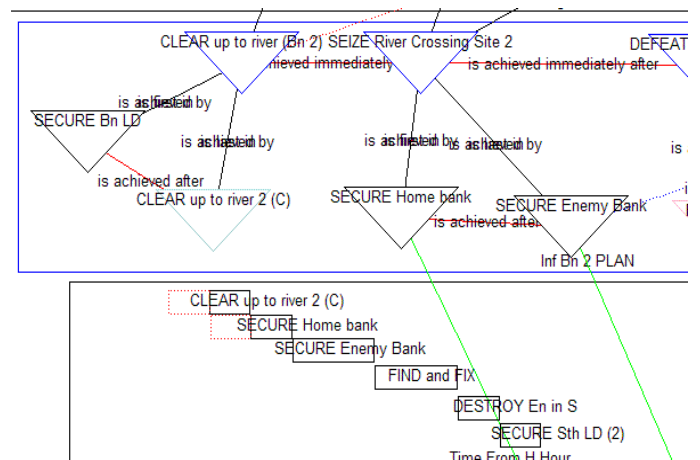 CLEAR up to river (Bn 2) SEIZE River Crossing Site 2
DEFEAT
hieved immediately
is achieved immediately after
SECURE Bn LD
is achieved after
CLEAR up to river 2 (C)
SECURE Home bank
SECURE Enemy Bank
is achieved after
Inf Bn 2 PLAN
CLEAR up to river 2 (C)
SECURE Home bank
SECURE Enemy Bank
FIND and FIX
DESTROY En in S
SECURE Sth LD (2)
Time From H Hour